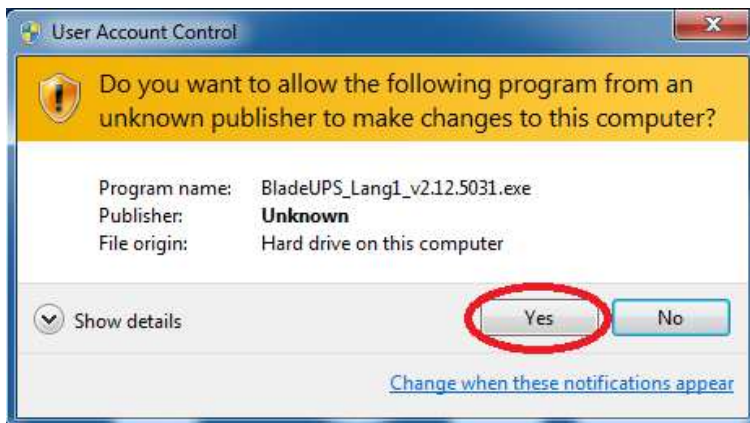 User Account Control
Do you want to allow the following program from an
unknown publisher to make changes to this computer?
Program name: BladeUPS_Lang1_v2.12.5031.exe
Publisher: Unknown
File origin: Hard drive on this computer
Show details
Yes
No
Change when these notifications appear